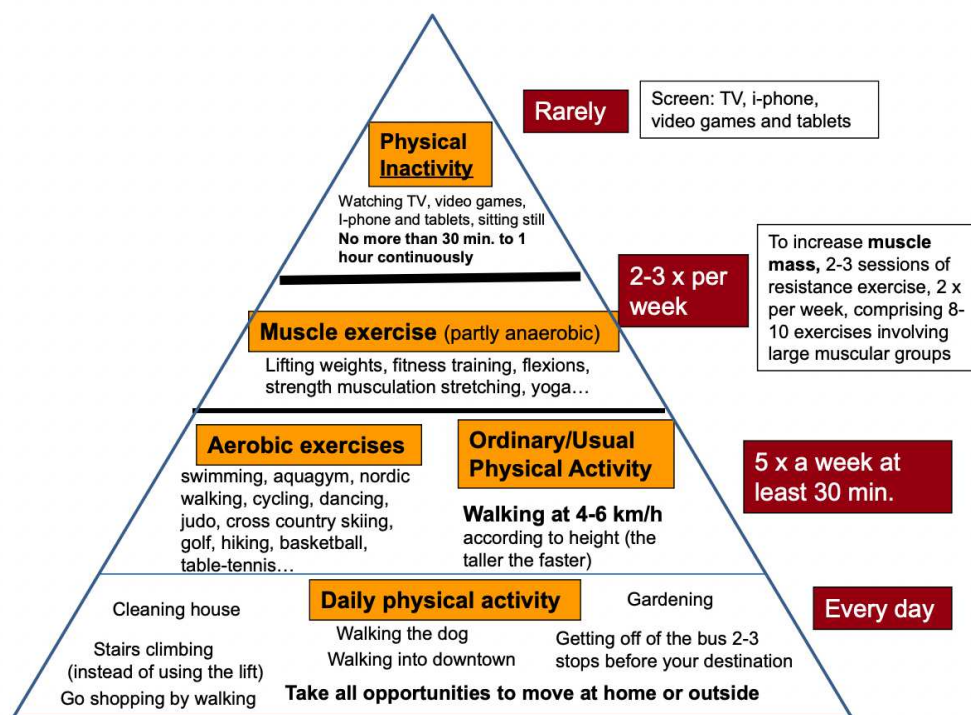 Rarely
Screen: TV, i-phone,
video games and tablets
Physical
Inactivity
Watching TV, video games,
I-phone and tablets, sitting still
No more than 30 min. to 1
hour continuously
2-3 x per
week
To increase muscle
mass, 2-3 sessions of
resistance exercise, 2 x
per week, comprising 8-
10 exercises involving
large muscular groups
Muscle exercise (partly anaerobic)
Lifting weights, fitness training, flexions,
strength musculation stretching, yoga…
Aerobic exercises
swimming, aquagym, nordic
walking, cycling, dancing,
judo, cross country skiing,
golf, hiking, basketball,
table-tennis…
Ordinary/Usual
Physical Activity
Walking at 4-6 km/h
according to height (the
taller the faster)
5 x a week at
least 30 min.
Cleaning house
Daily physical activity
Gardening
Every day
Stairs climbing
(instead of using the lift)
Walking the dog
Walking into downtown
Getting off of the bus 2-3
stops before your destination
Go shopping by walking
Take all opportunities to move at home or outside